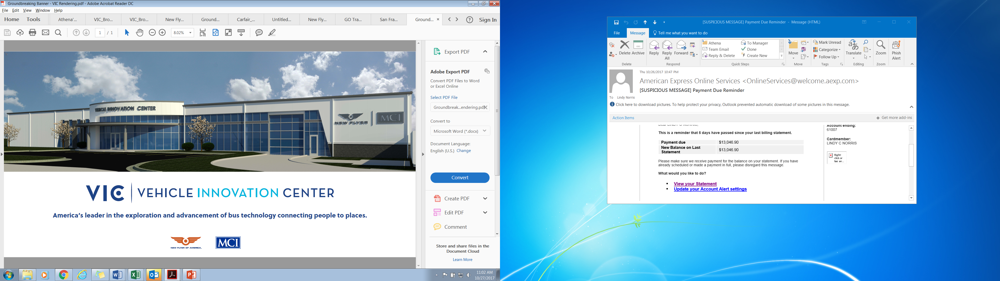 Groundbreaking Banner - VIC Rendering.pdf - Adobe Acrobat Reader DC
File Edit View Window Help
Home Tools Athena'... VIC_Bro... VIC_Bro... New Fly... Ground... Carfair_... Untitled... New Fly... GO Tra... San Fra... Ground... × Sign In
1 / 1 8.02%
VEHICLE INNOVATION CENTER
NEW FLYER MCI
VIC VEHICLE INNOVATION CENTER
America's leader in the exploration and advancement of bus technology connecting people to places.
NEW FLYER OF AMERICA MCI
Export PDF
Adobe Export PDF
Convert PDF Files to Word
or Excel Online
Select PDF File
Groundbreak...endering.pdf
Convert to
Microsoft Word (*.docx)
Document Language:
English (U.S.) Change
Convert
Create PDF
Edit PDF
Comment
Store and share files in the
Document Cloud
Learn More
11:02 AM
10/27/2017
[SUSPICIOUS MESSAGE] Payment Due Reminder - Message (HTML)
File Message Tell me what you want to do
Delete Archive
Reply Reply All Forward
Athena To Manager
Team Email Done
Reply & Delete Create New
Move
Mark Unread
Categorize
Follow Up
Translate
Zoom
Phish Alert
Delete Respond Quick Steps Move Tags Editing Zoom
Thu 10/26/2017 10:47 PM
American Express Online Services <OnlineServices@welcome.aexp.com>
[SUSPICIOUS MESSAGE] Payment Due Reminder
To Lindy Norris
Click here to download pictures. To help protect your privacy, Outlook prevented automatic download of some pictures in this message.
Action Items + Get more add-ins
Dear LINDY C NORRIS,
This is a reminder that 5 days have passed since your last billing statement.
Payment due $13,046.90
New Balance on Last Statement $13,046.90
Please make sure we receive payment for the balance on your statement. If you have
already scheduled or made a payment in full, please disregard this message.
What would you like to do?
View your Statement
Update your Account Alert settings
Account ending:
61007
Cardmember:
LINDY C NORRIS
Right-
click or
tap an...